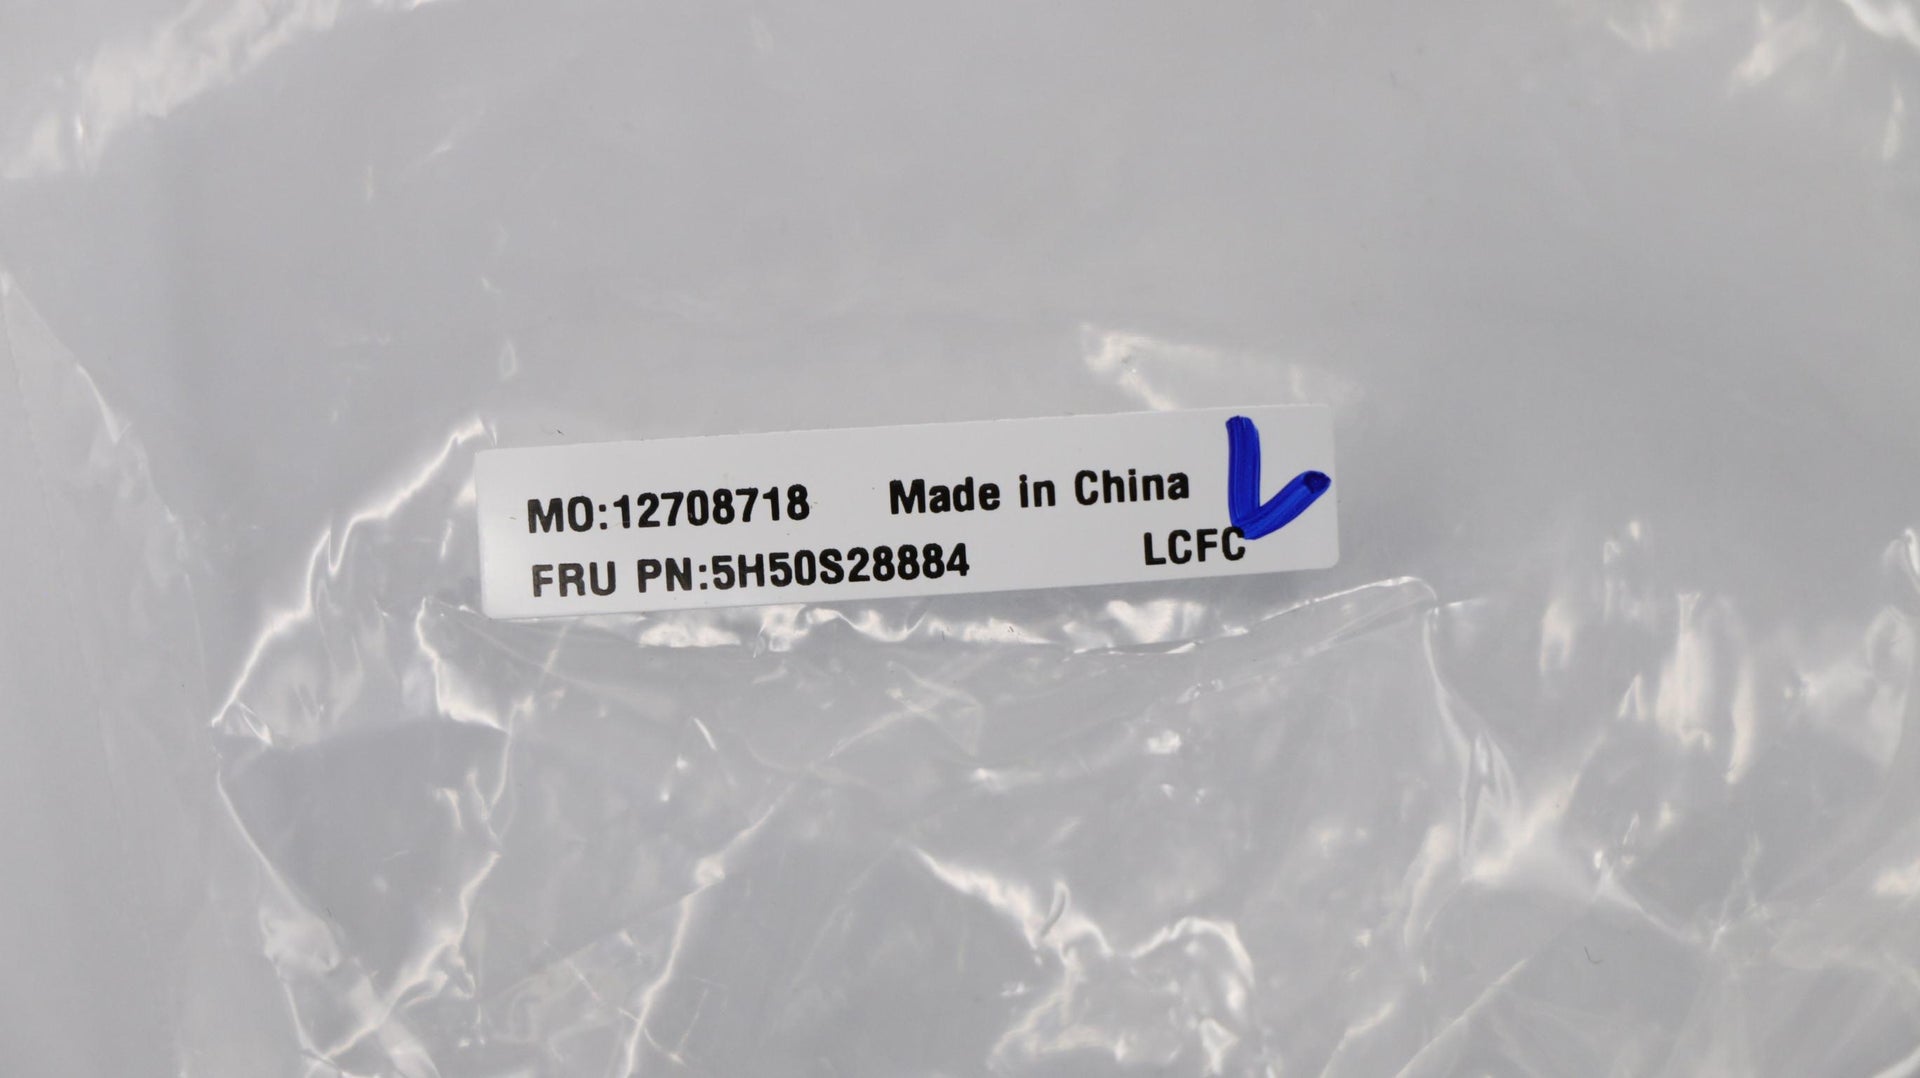 MO:12708718 Made in China
FRU PN:5H50S28884 LCFC